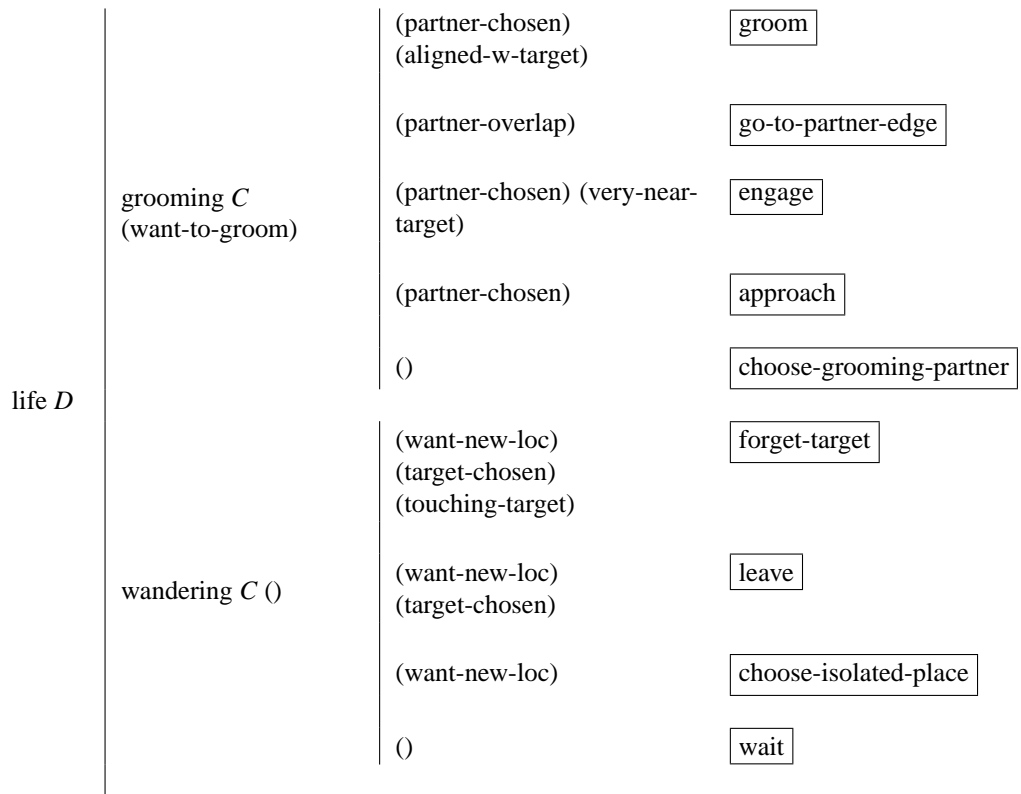 (partner-chosen) groom
(aligned-w-target)
(partner-overlap) go-to-partner-edge
grooming C
(want-to-groom)
(partner-chosen) (very-near-
target)
engage
(partner-chosen) approach
() choose-grooming-partner
life D
(want-new-loc) forget-target
(target-chosen)
(touching-target)
wandering C ()
(want-new-loc) leave
(target-chosen)
(want-new-loc) choose-isolated-place
() wait